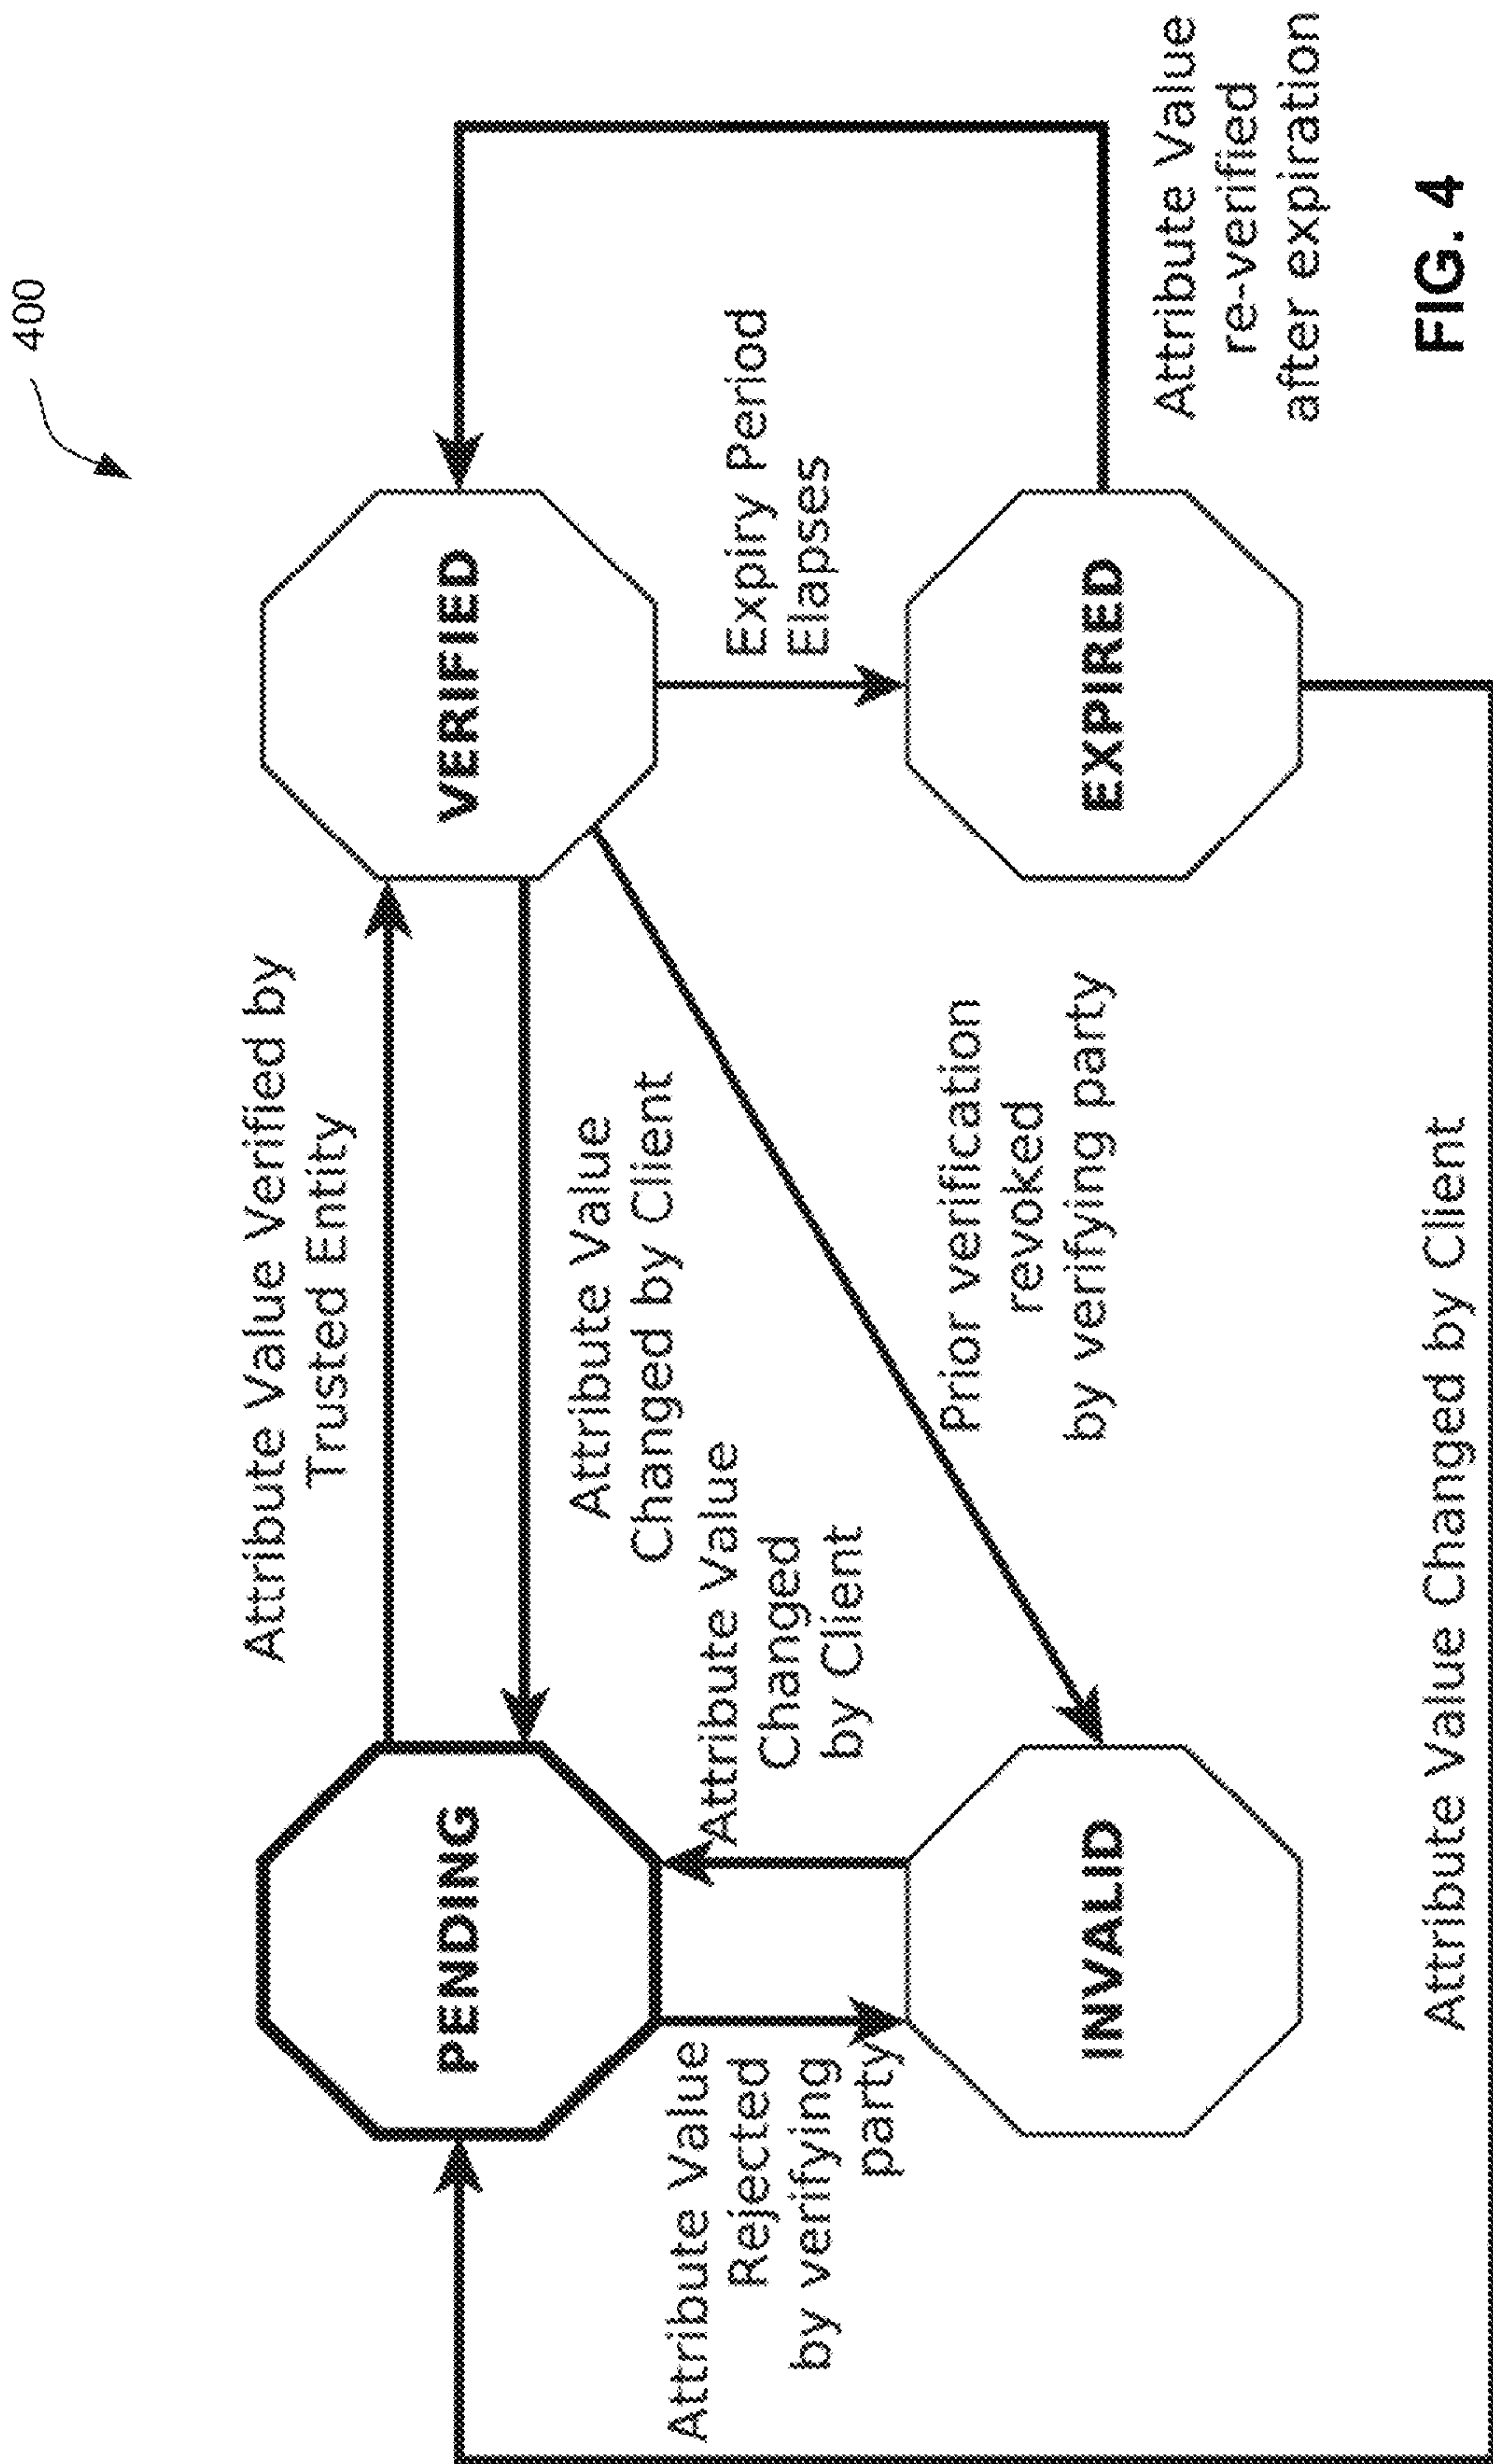 400
Attribute Value Verified by
Trusted Entity
PENDING
VERIFIED
Attribute Value
Changed by Client
Attribute Value
Rejected
by verifying
party
Attribute Value
Changed
by Client
Expiry Period
Elapses
Prior verification
revoked
by verifying party
INVALID
EXPIRED
Attribute Value
re-verified
after expiration
Attribute Value Changed by Client
FIG. 4